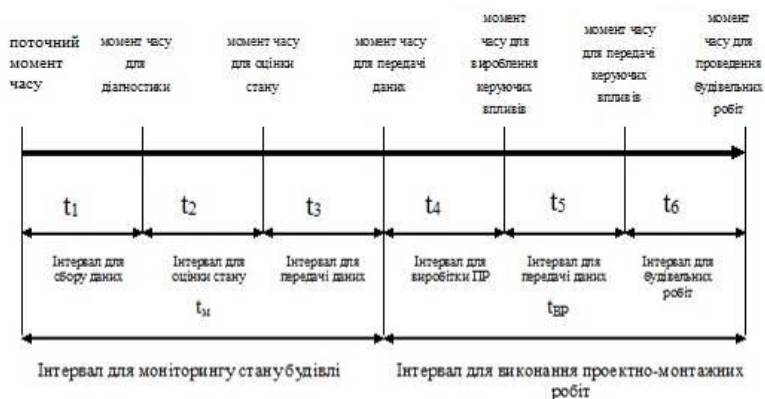 поточний
момент
часу
момент часу
для
діагностики
момент часу
для оцінки
стану
момент часу
для передачі
даних
момент
часу для
вироблення
керуючих
впливів
момент часу
для передачі
керуючих
впливів
момент
часу для
проведення
будівельних
робіт
t1
t2
t3
t4
t5
t6
Інтервал для
збору даних
Інтервал для
оцінки стану
Інтервал для
передачі даних
Інтервал для
виробітки ПР
Інтервал для
передачі даних
Інтервал для
будівельних
робіт
tм
tВР
Інтервал для моніторингу стану будівлі
Інтервал для виконання проектно-монтажних
робіт